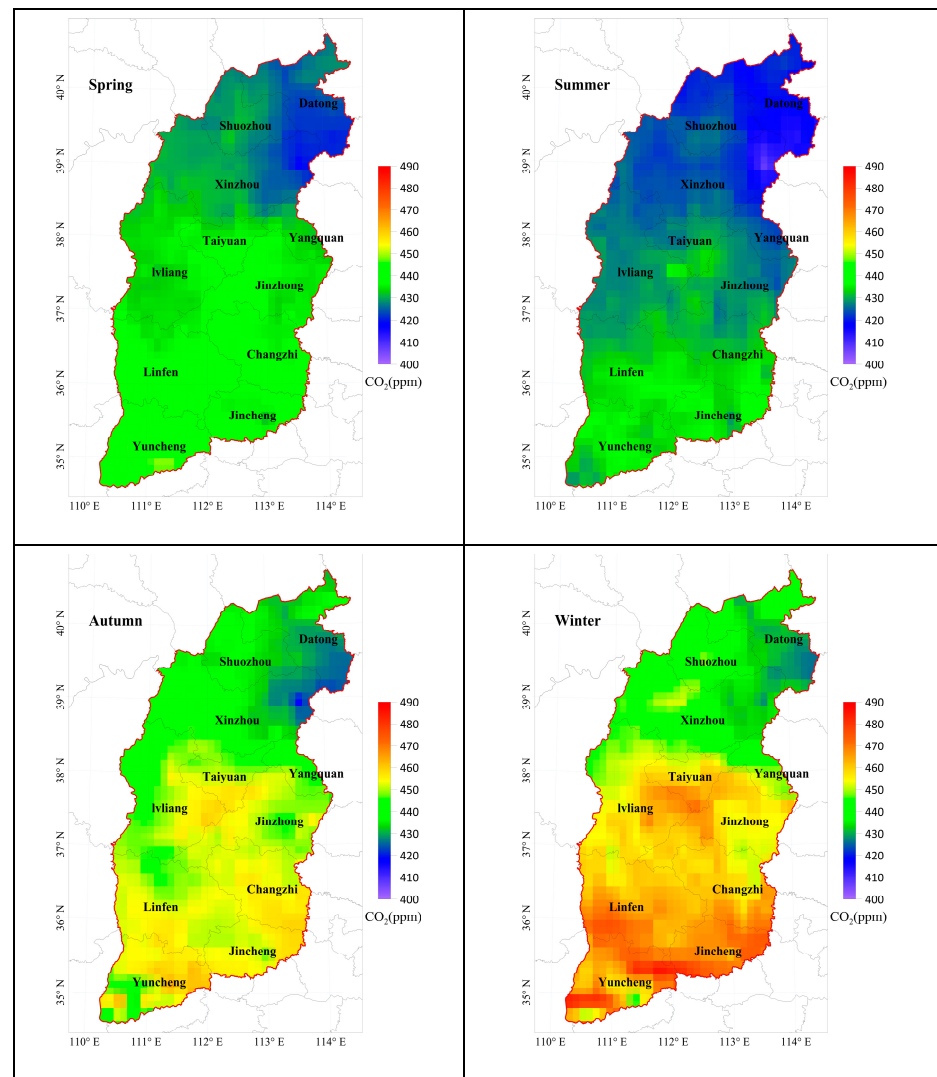 Spring
40° N
39° N
38° N
37° N
36° N
35° N
110° E
111° E
112° E
113° E
114° E
Datong
Shuozhou
Xinzhou
Taiyuan
Yangquan
lvliang
Jinzhong
Changzhi
Linfen
Jincheng
Yuncheng
490
480
470
460
450
440
430
420
410
400
CO₂(ppm)
Summer
40° N
39° N
38° N
37° N
36° N
35° N
110° E
111° E
112° E
113° E
114° E
Datong
Shuozhou
Xinzhou
Taiyuan
Yangquan
lvliang
Jinzhong
Changzhi
Linfen
Jincheng
Yuncheng
490
480
470
460
450
440
430
420
410
400
CO₂(ppm)
Autumn
40° N
39° N
38° N
37° N
36° N
35° N
110° E
111° E
112° E
113° E
114° E
Datong
Shuozhou
Xinzhou
Taiyuan
Yangquan
lvliang
Jinzhong
Changzhi
Linfen
Jincheng
Yuncheng
490
480
470
460
450
440
430
420
410
400
CO₂(ppm)
Winter
40° N
39° N
38° N
37° N
36° N
35° N
110° E
111° E
112° E
113° E
114° E
Datong
Shuozhou
Xinzhou
Taiyuan
Yangquan
lvliang
Jinzhong
Changzhi
Linfen
Jincheng
Yuncheng
490
480
470
460
450
440
430
420
410
400
CO₂(ppm)